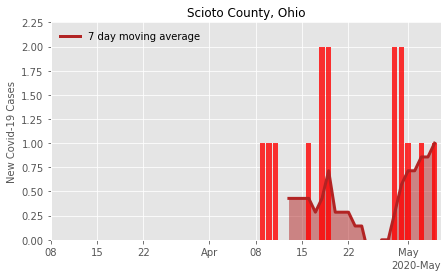 Scioto County, Ohio
7 day moving average
New Covid-19 Cases
2.25
2.00
1.75
1.50
1.25
1.00
0.75
0.50
0.25
0.00
08 15 22 Apr 08 15 22 May
2020-May